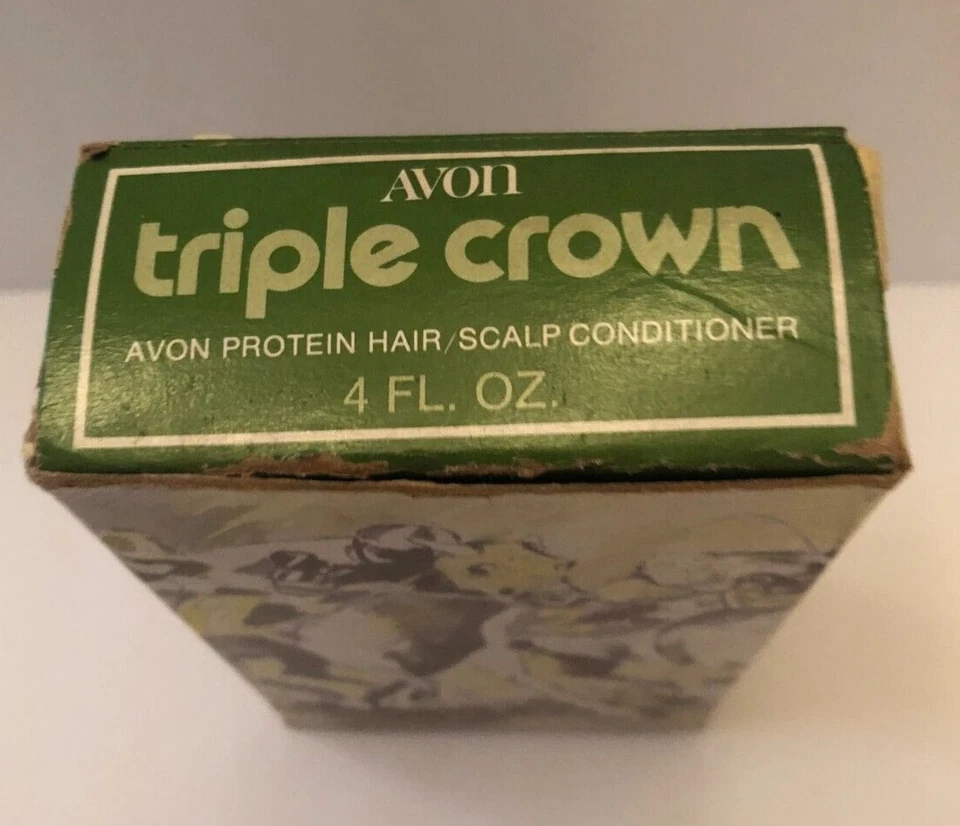 AVON
triple crown
AVON PROTEIN HAIR/SCALP CONDITIONER
4 FL. OZ.